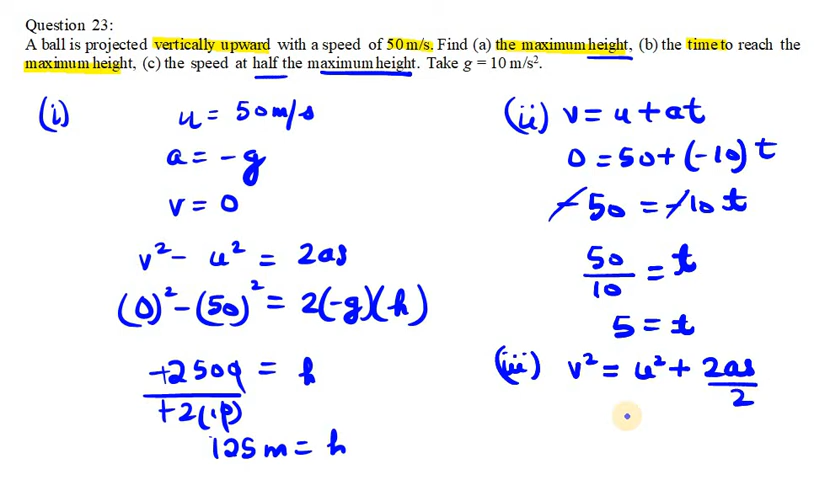 Question 23:
A ball is projected vertically upward with a speed of 50 m/s. Find (a) the maximum height, (b) the time to reach the
maximum height, (c) the speed at half the maximum height. Take g = 10 m/s².
(i) u = 50m/s
a = -g
v = 0
v² - u² = 2as
(0)² - (50)² = 2(-g)(h)
+2500 = h
+2(10)
125 m = h
(ii) v = u + at
0 = 50 + (-10) t
-50 = -10 t
50 = t
10
5 = t
(iii) v² = u² + 2as
2